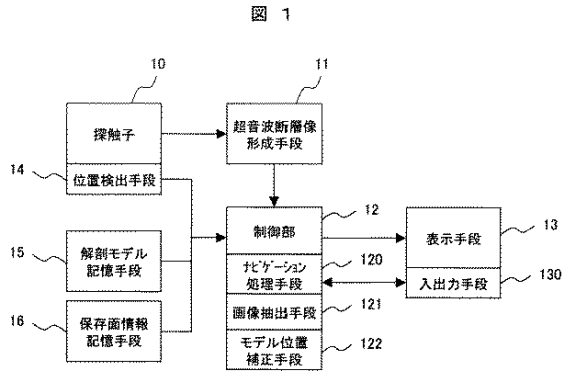 図 1
10
11
探触子
超音波断層像
形成手段
14
位置検出手段
12
13
制御部
表示手段
15
解剖モデル
記憶手段
ナビゲーション
処理手段
120
130
入出力手段
画像抽出手段
121
16
保存面情報
記憶手段
モデル位置
補正手段
122